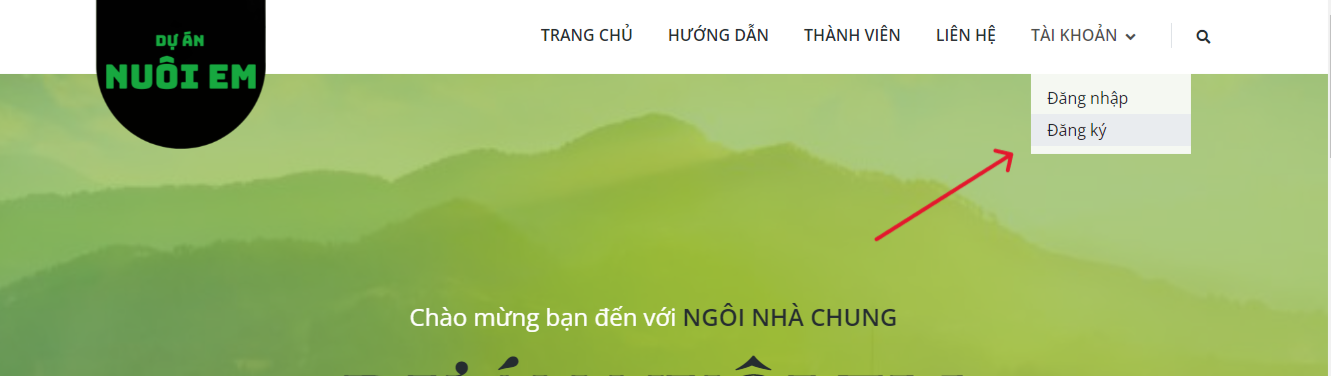 DỰ ÁN
NUÔI EM
TRANG CHỦ HƯỚNG DẪN THÀNH VIÊN LIÊN HỆ TÀI KHOẢN
Đăng nhập
Đăng ký
Chào mừng bạn đến với NGÔI NHÀ CHUNG